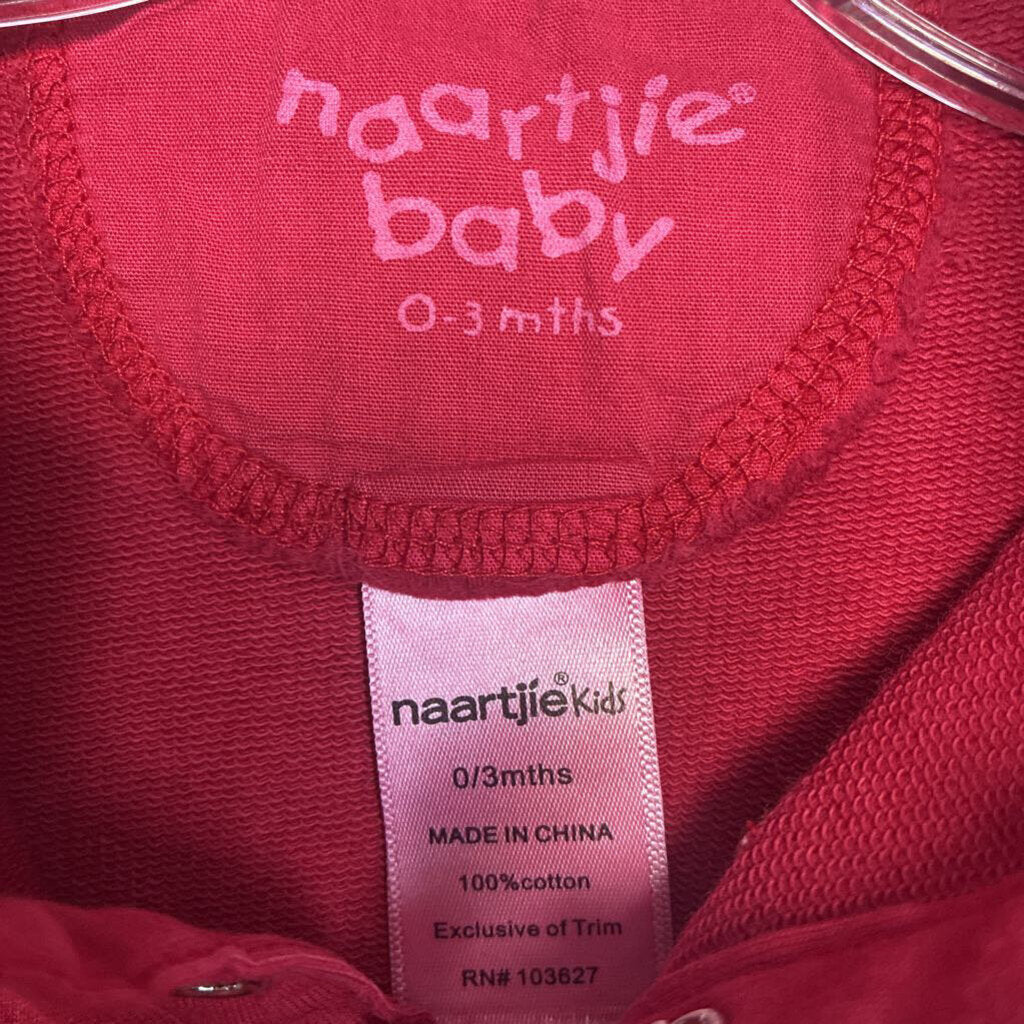 naartjie®
baby
0-3 mths
naartjie® kids
0/3mths
MADE IN CHINA
100%cotton
Exclusive of Trim
RN# 103627